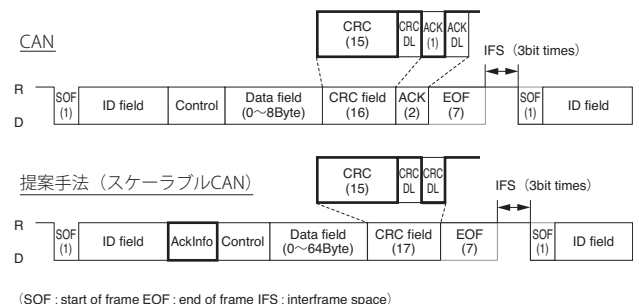 CAN
CRC
(15)
CRC
DL
ACK
(1)
ACK
DL
IFS（3bit times）
R
D
SOF
(1)
ID field
Control
Data field
(0～8Byte)
CRC field
(16)
ACK
(2)
EOF
(7)
SOF
(1)
ID field
提案手法（スケーラブルCAN）
CRC
(15)
CRC
DL
CRC
DL
IFS（3bit times）
R
D
SOF
(1)
ID field
AckInfo
Control
Data field
(0～64Byte)
CRC field
(17)
EOF
(7)
SOF
(1)
ID field
（SOF : start of frame EOF : end of frame IFS : interframe space）